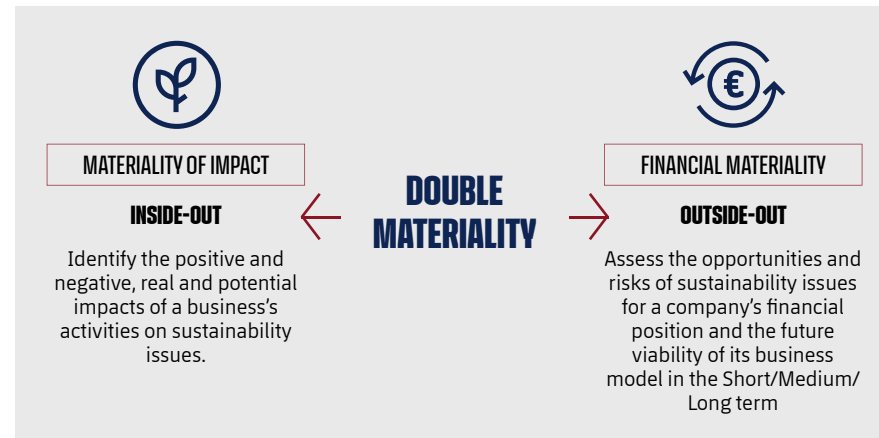 MATERIALITY OF IMPACT
INSIDE-OUT
Identify the positive and
negative, real and potential
impacts of a business's
activities on sustainability
issues.
DOUBLE
MATERIALITY
€
FINANCIAL MATERIALITY
OUTSIDE-OUT
Assess the opportunities and
risks of sustainability issues
for a company's financial
position and the future
viability of its business
model in the Short/Medium/
Long term